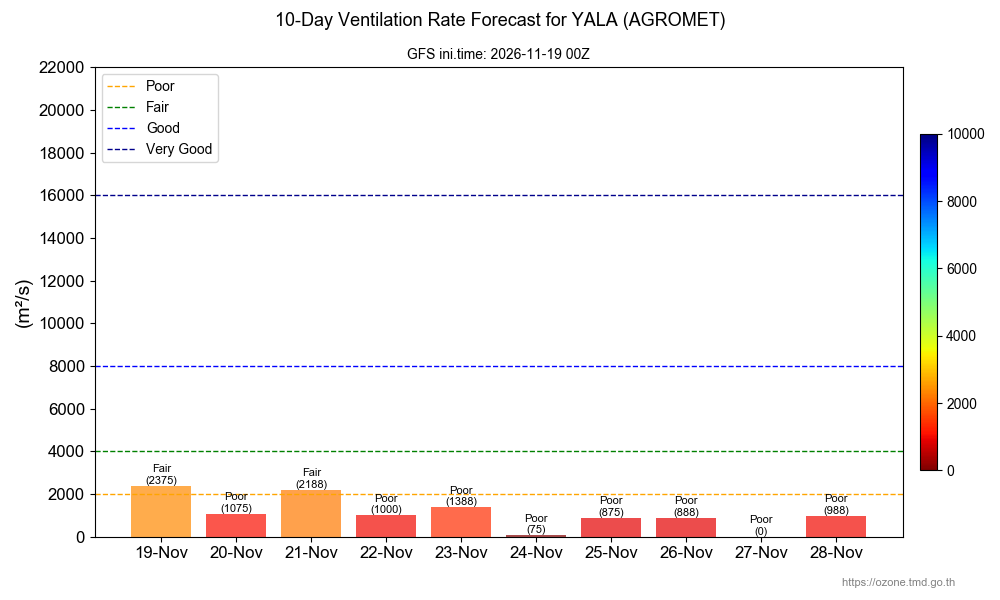 10-Day Ventilation Rate Forecast for YALA (AGROMET)
GFS ini.time: 2026-11-19 00Z
(m²/s)
22000
20000
18000
16000
14000
12000
10000
8000
6000
4000
2000
0
Poor
Fair
Good
Very Good
Fair
(2375)
Poor
(1075)
Fair
(2188)
Poor
(1000)
Poor
(1388)
Poor
(75)
Poor
(875)
Poor
(888)
Poor
(0)
Poor
(988)
19-Nov 20-Nov 21-Nov 22-Nov 23-Nov 24-Nov 25-Nov 26-Nov 27-Nov 28-Nov
10000
8000
6000
4000
2000
0
https://ozone.tmd.go.th